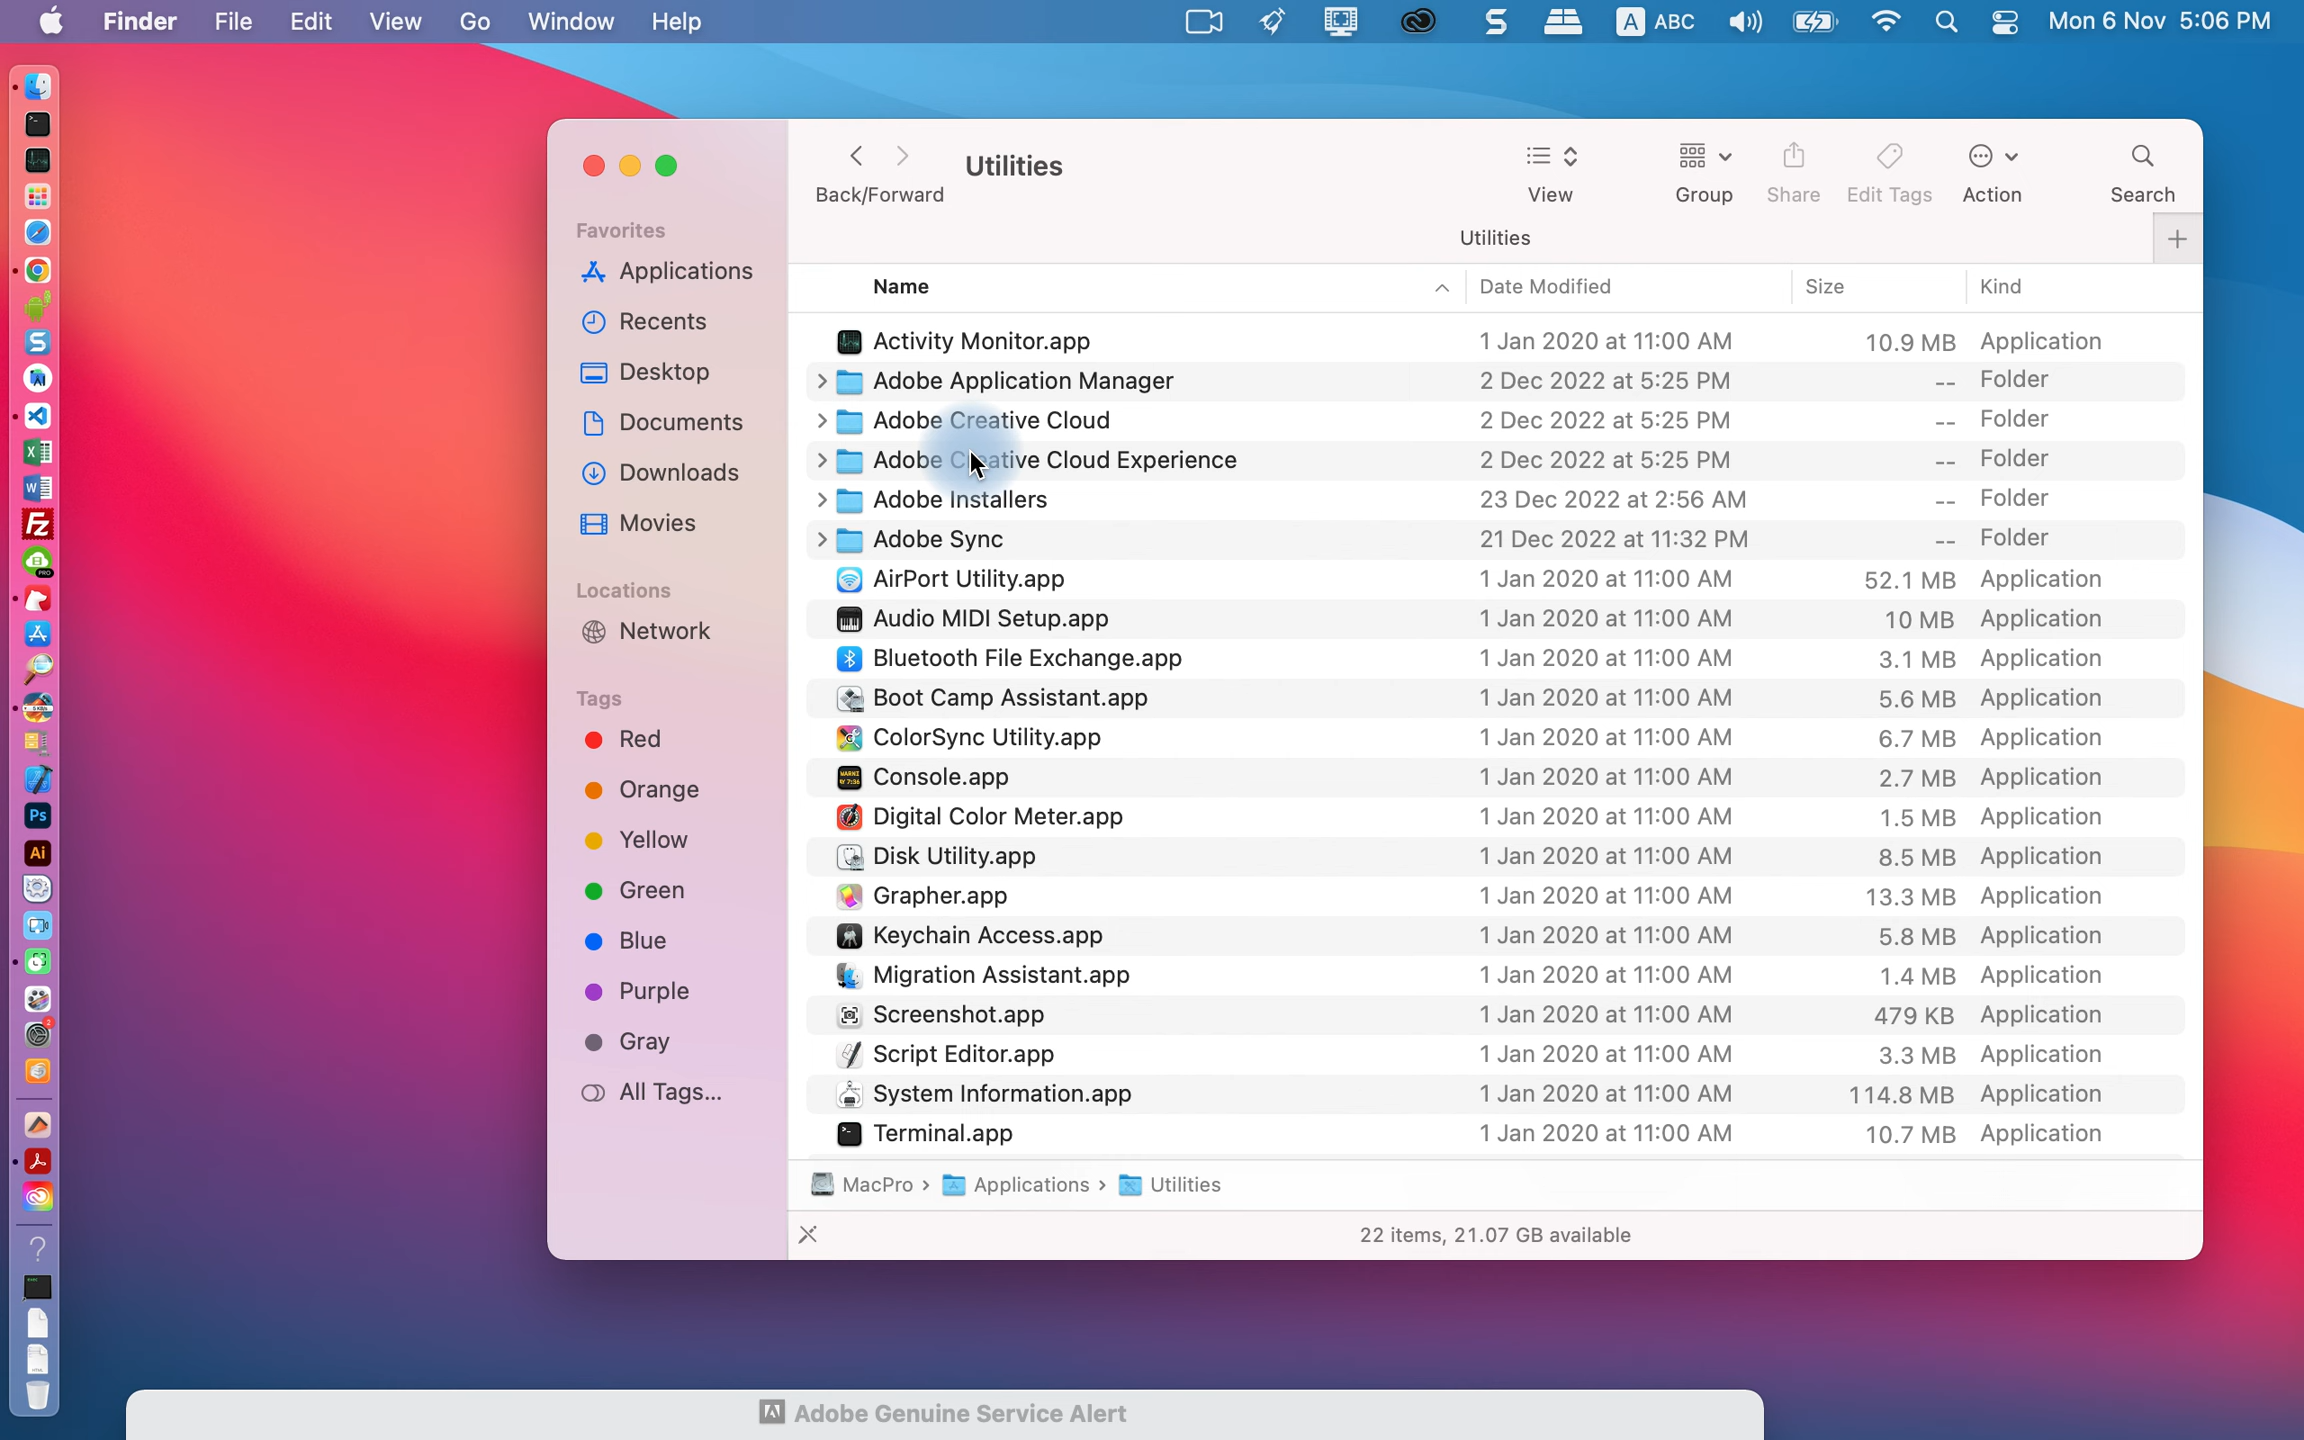 Finder File Edit View Go Window Help A ABC Mon 6 Nov 5:06 PM
Utilities
Back/Forward View Group Share Edit Tags Action Search
Utilities
Favorites
Applications
Recents
Desktop
Documents
Downloads
Movies
Locations
Network
Tags
Red
Orange
Yellow
Green
Blue
Purple
Gray
All Tags...
Name Date Modified Size Kind
Activity Monitor.app 1 Jan 2020 at 11:00 AM 10.9 MB Application
Adobe Application Manager 2 Dec 2022 at 5:25 PM -- Folder
Adobe Creative Cloud 2 Dec 2022 at 5:25 PM -- Folder
Adobe Creative Cloud Experience 2 Dec 2022 at 5:25 PM -- Folder
Adobe Installers 23 Dec 2022 at 2:56 AM -- Folder
Adobe Sync 21 Dec 2022 at 11:32 PM -- Folder
AirPort Utility.app 1 Jan 2020 at 11:00 AM 52.1 MB Application
Audio MIDI Setup.app 1 Jan 2020 at 11:00 AM 10 MB Application
Bluetooth File Exchange.app 1 Jan 2020 at 11:00 AM 3.1 MB Application
Boot Camp Assistant.app 1 Jan 2020 at 11:00 AM 5.6 MB Application
ColorSync Utility.app 1 Jan 2020 at 11:00 AM 6.7 MB Application
Console.app 1 Jan 2020 at 11:00 AM 2.7 MB Application
Digital Color Meter.app 1 Jan 2020 at 11:00 AM 1.5 MB Application
Disk Utility.app 1 Jan 2020 at 11:00 AM 8.5 MB Application
Grapher.app 1 Jan 2020 at 11:00 AM 13.3 MB Application
Keychain Access.app 1 Jan 2020 at 11:00 AM 5.8 MB Application
Migration Assistant.app 1 Jan 2020 at 11:00 AM 1.4 MB Application
Screenshot.app 1 Jan 2020 at 11:00 AM 479 KB Application
Script Editor.app 1 Jan 2020 at 11:00 AM 3.3 MB Application
System Information.app 1 Jan 2020 at 11:00 AM 114.8 MB Application
Terminal.app 1 Jan 2020 at 11:00 AM 10.7 MB Application
MacPro › Applications › Utilities
22 items, 21.07 GB available
Adobe Genuine Service Alert
Fz
PRO
Ps
Ai
2